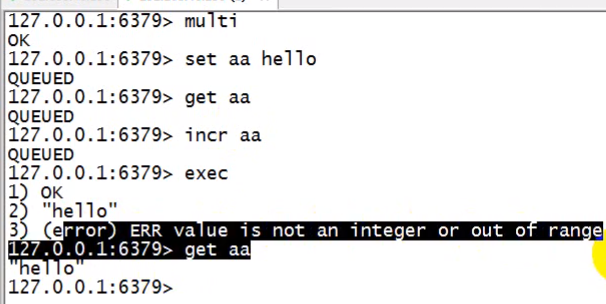 127.0.0.1:6379> multi
OK
127.0.0.1:6379> set aa hello
QUEUED
127.0.0.1:6379> get aa
QUEUED
127.0.0.1:6379> incr aa
QUEUED
127.0.0.1:6379> exec
1) OK
2) "hello"
3) (error) ERR value is not an integer or out of range
127.0.0.1:6379> get aa
"hello"
127.0.0.1:6379>